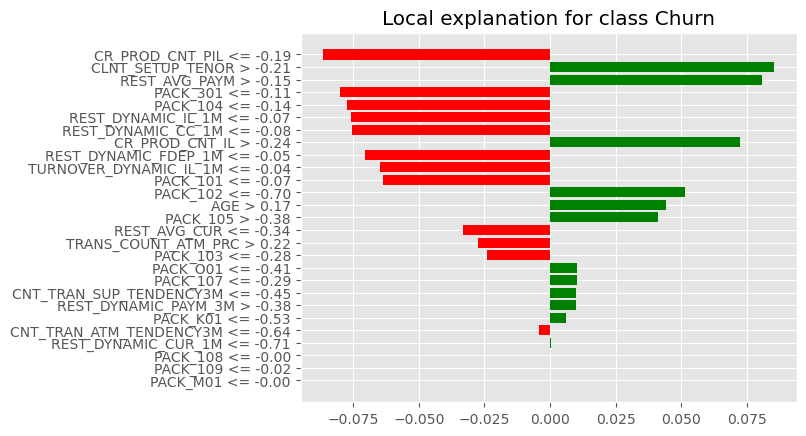 Local explanation for class Churn
CR_PROD_CNT_PIL <= -0.19
CLNT_SETUP_TENOR > -0.21
REST_AVG_PAYM > -0.15
PACK_301 <= -0.11
PACK_104 <= -0.14
REST_DYNAMIC_IL_1M <= -0.07
REST_DYNAMIC_CC_1M <= -0.08
CR_PROD_CNT_IL > -0.24
REST_DYNAMIC_FDEP_1M <= -0.05
TURNOVER_DYNAMIC_IL_1M <= -0.04
PACK_101 <= -0.07
PACK_102 <= -0.70
AGE > 0.17
PACK_105 > -0.38
REST_AVG_CUR <= -0.34
TRANS_COUNT_ATM_PRC > 0.22
PACK_103 <= -0.28
PACK_O01 <= -0.41
PACK_107 <= -0.29
CNT_TRAN_SUP_TENDENCY3M <= -0.45
REST_DYNAMIC_PAYM_3M > -0.38
PACK_K01 <= -0.53
CNT_TRAN_ATM_TENDENCY3M <= -0.64
REST_DYNAMIC_CUR_1M <= -0.71
PACK_108 <= -0.00
PACK_109 <= -0.02
PACK_M01 <= -0.00
−0.075 −0.050 −0.025 0.000 0.025 0.050 0.075